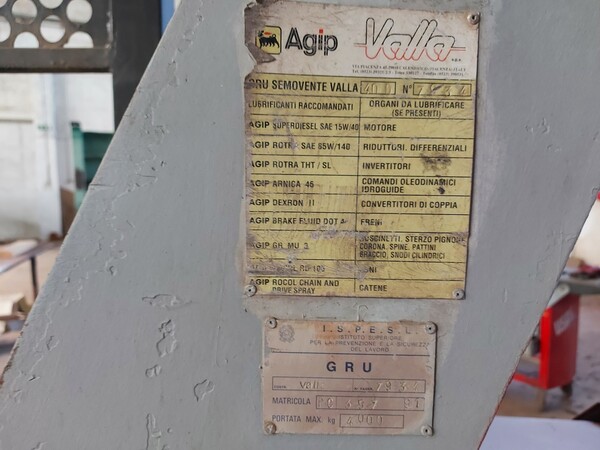 Agip
Valla
GRU SEMOVENTE VALLA 40 D N°
LUBRIFICANTI RACCOMANDATI
ORGANI DA LUBRIFICARE
(SE PRESENTI)
AGIP SUPERDIESEL SAE 15W/40 MOTORE
AGIP ROTRA SAE 85W/140 RIDUTTORI, DIFFERENZIALI
AGIP ROTRA THT / SL INVERTITORI
AGIP ARNICA 46 COMANDI OLEODINAMICI
IDROGUIDE
AGIP DEXRON II CONVERTITORI DI COPPIA
AGIP BRAKE FLUID DOT 4 FRENI
AGIP GR MU 3 CUSCINETTI, STERZO PIGNONE
CORONA, SPINE, PATTINI
BRACCIO, SNODI CILINDRICI
AGIP ROCOL CHAIN AND
DRIVE SPRAY
CATENE
I.S.P.E.S.L.
ISTITUTO SUPERIORE
PER LA PREVENZIONE E LA SICUREZZA
DEL LAVORO
GRU
MATRICOLA
PORTATA MAX. kg 4000